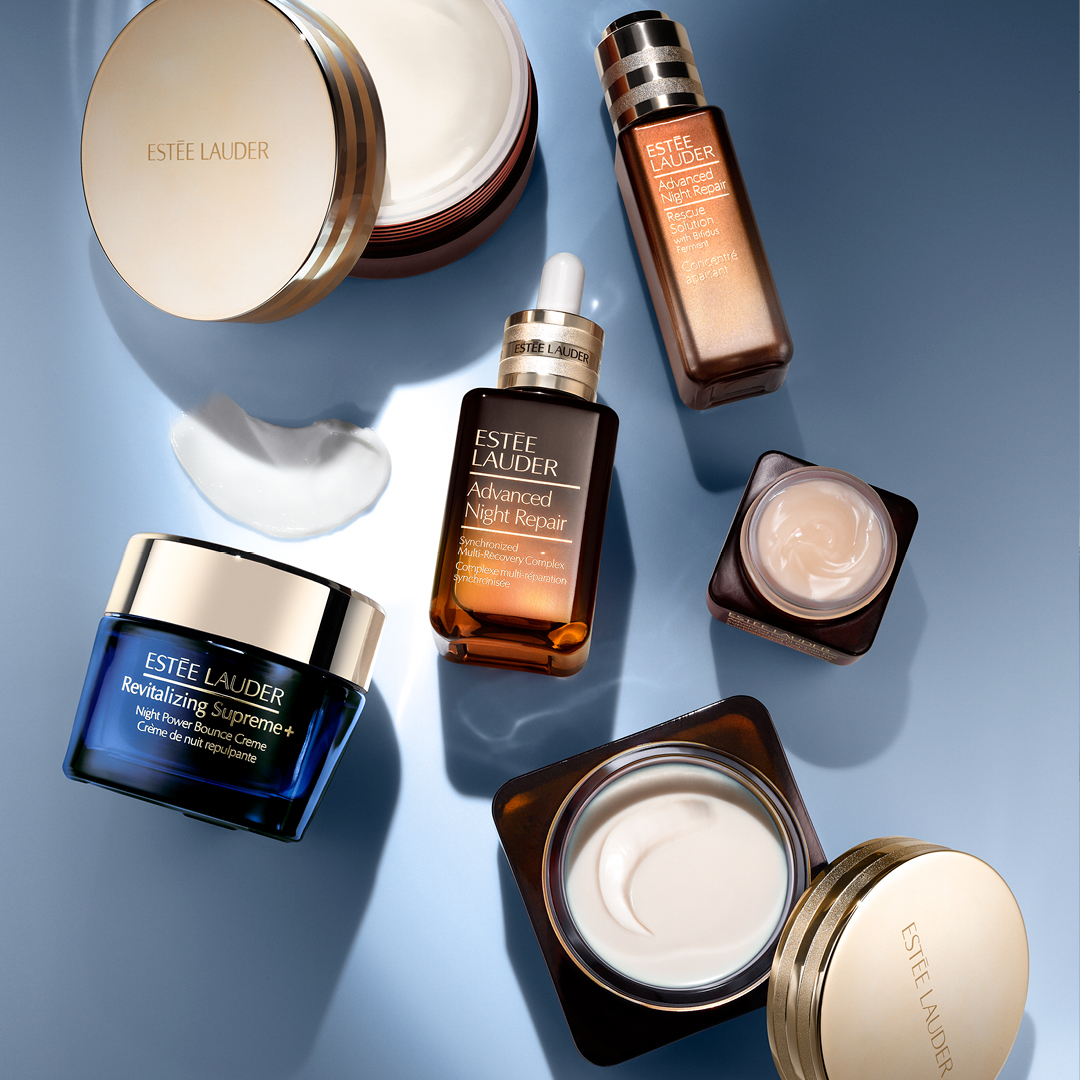 ESTĒE LAUDER
ESTĒE
LAUDER
Advanced
Night Repair
Rescue
Solution
with Bifidus
Ferment
Concentré
apaisant
ESTĒE LAUDER
ESTĒE
LAUDER
Advanced
Night Repair
Synchronized
Multi-Recovery Complex
Complexe multi-réparation
synchronisée
ESTĒE LAUDER
ESTĒE LAUDER
Revitalizing Supreme+
Night Power Bounce Creme
Crème de nuit repulpante
ESTĒE LAUDER